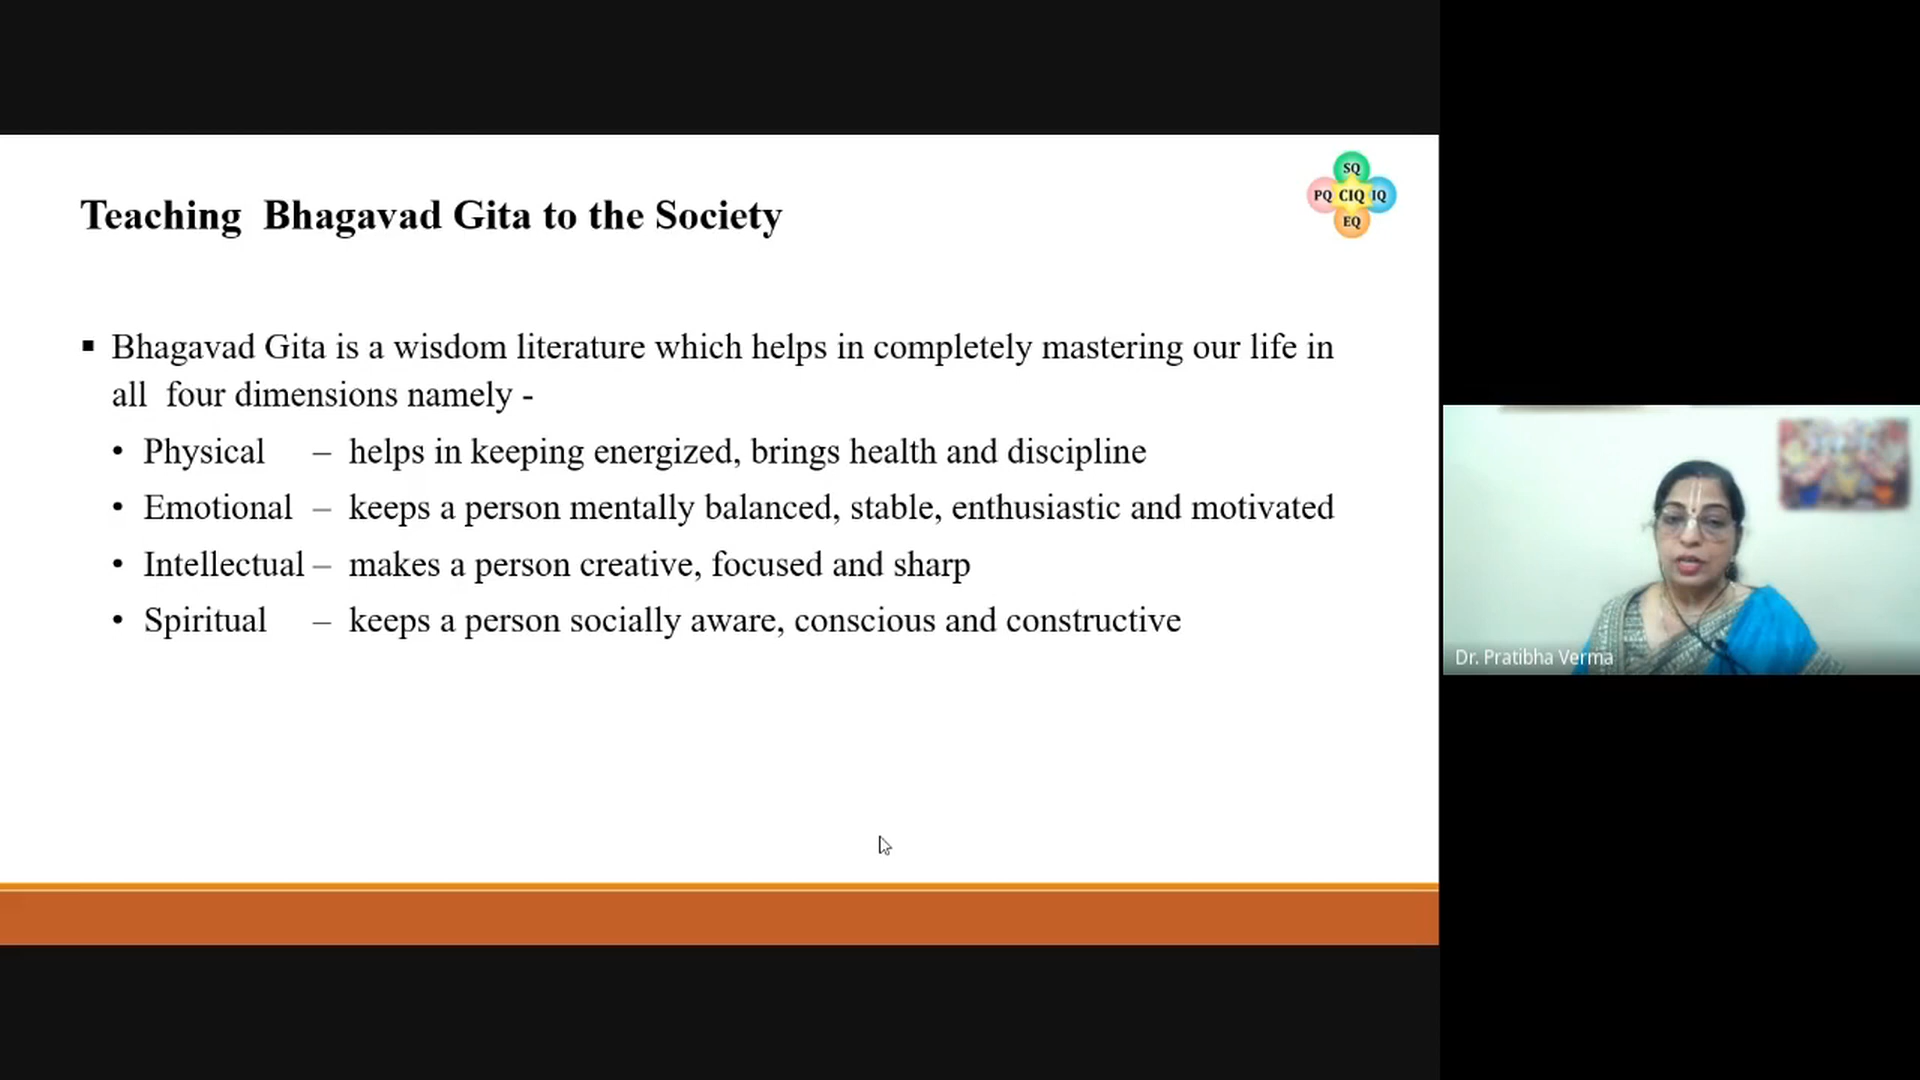 Teaching Bhagavad Gita to the Society
SQ
PQ CIQ IQ
EQ
▪ Bhagavad Gita is a wisdom literature which helps in completely mastering our life in
all four dimensions namely -
• Physical – helps in keeping energized, brings health and discipline
• Emotional – keeps a person mentally balanced, stable, enthusiastic and motivated
• Intellectual – makes a person creative, focused and sharp
• Spiritual – keeps a person socially aware, conscious and constructive
Dr. Pratibha Verma